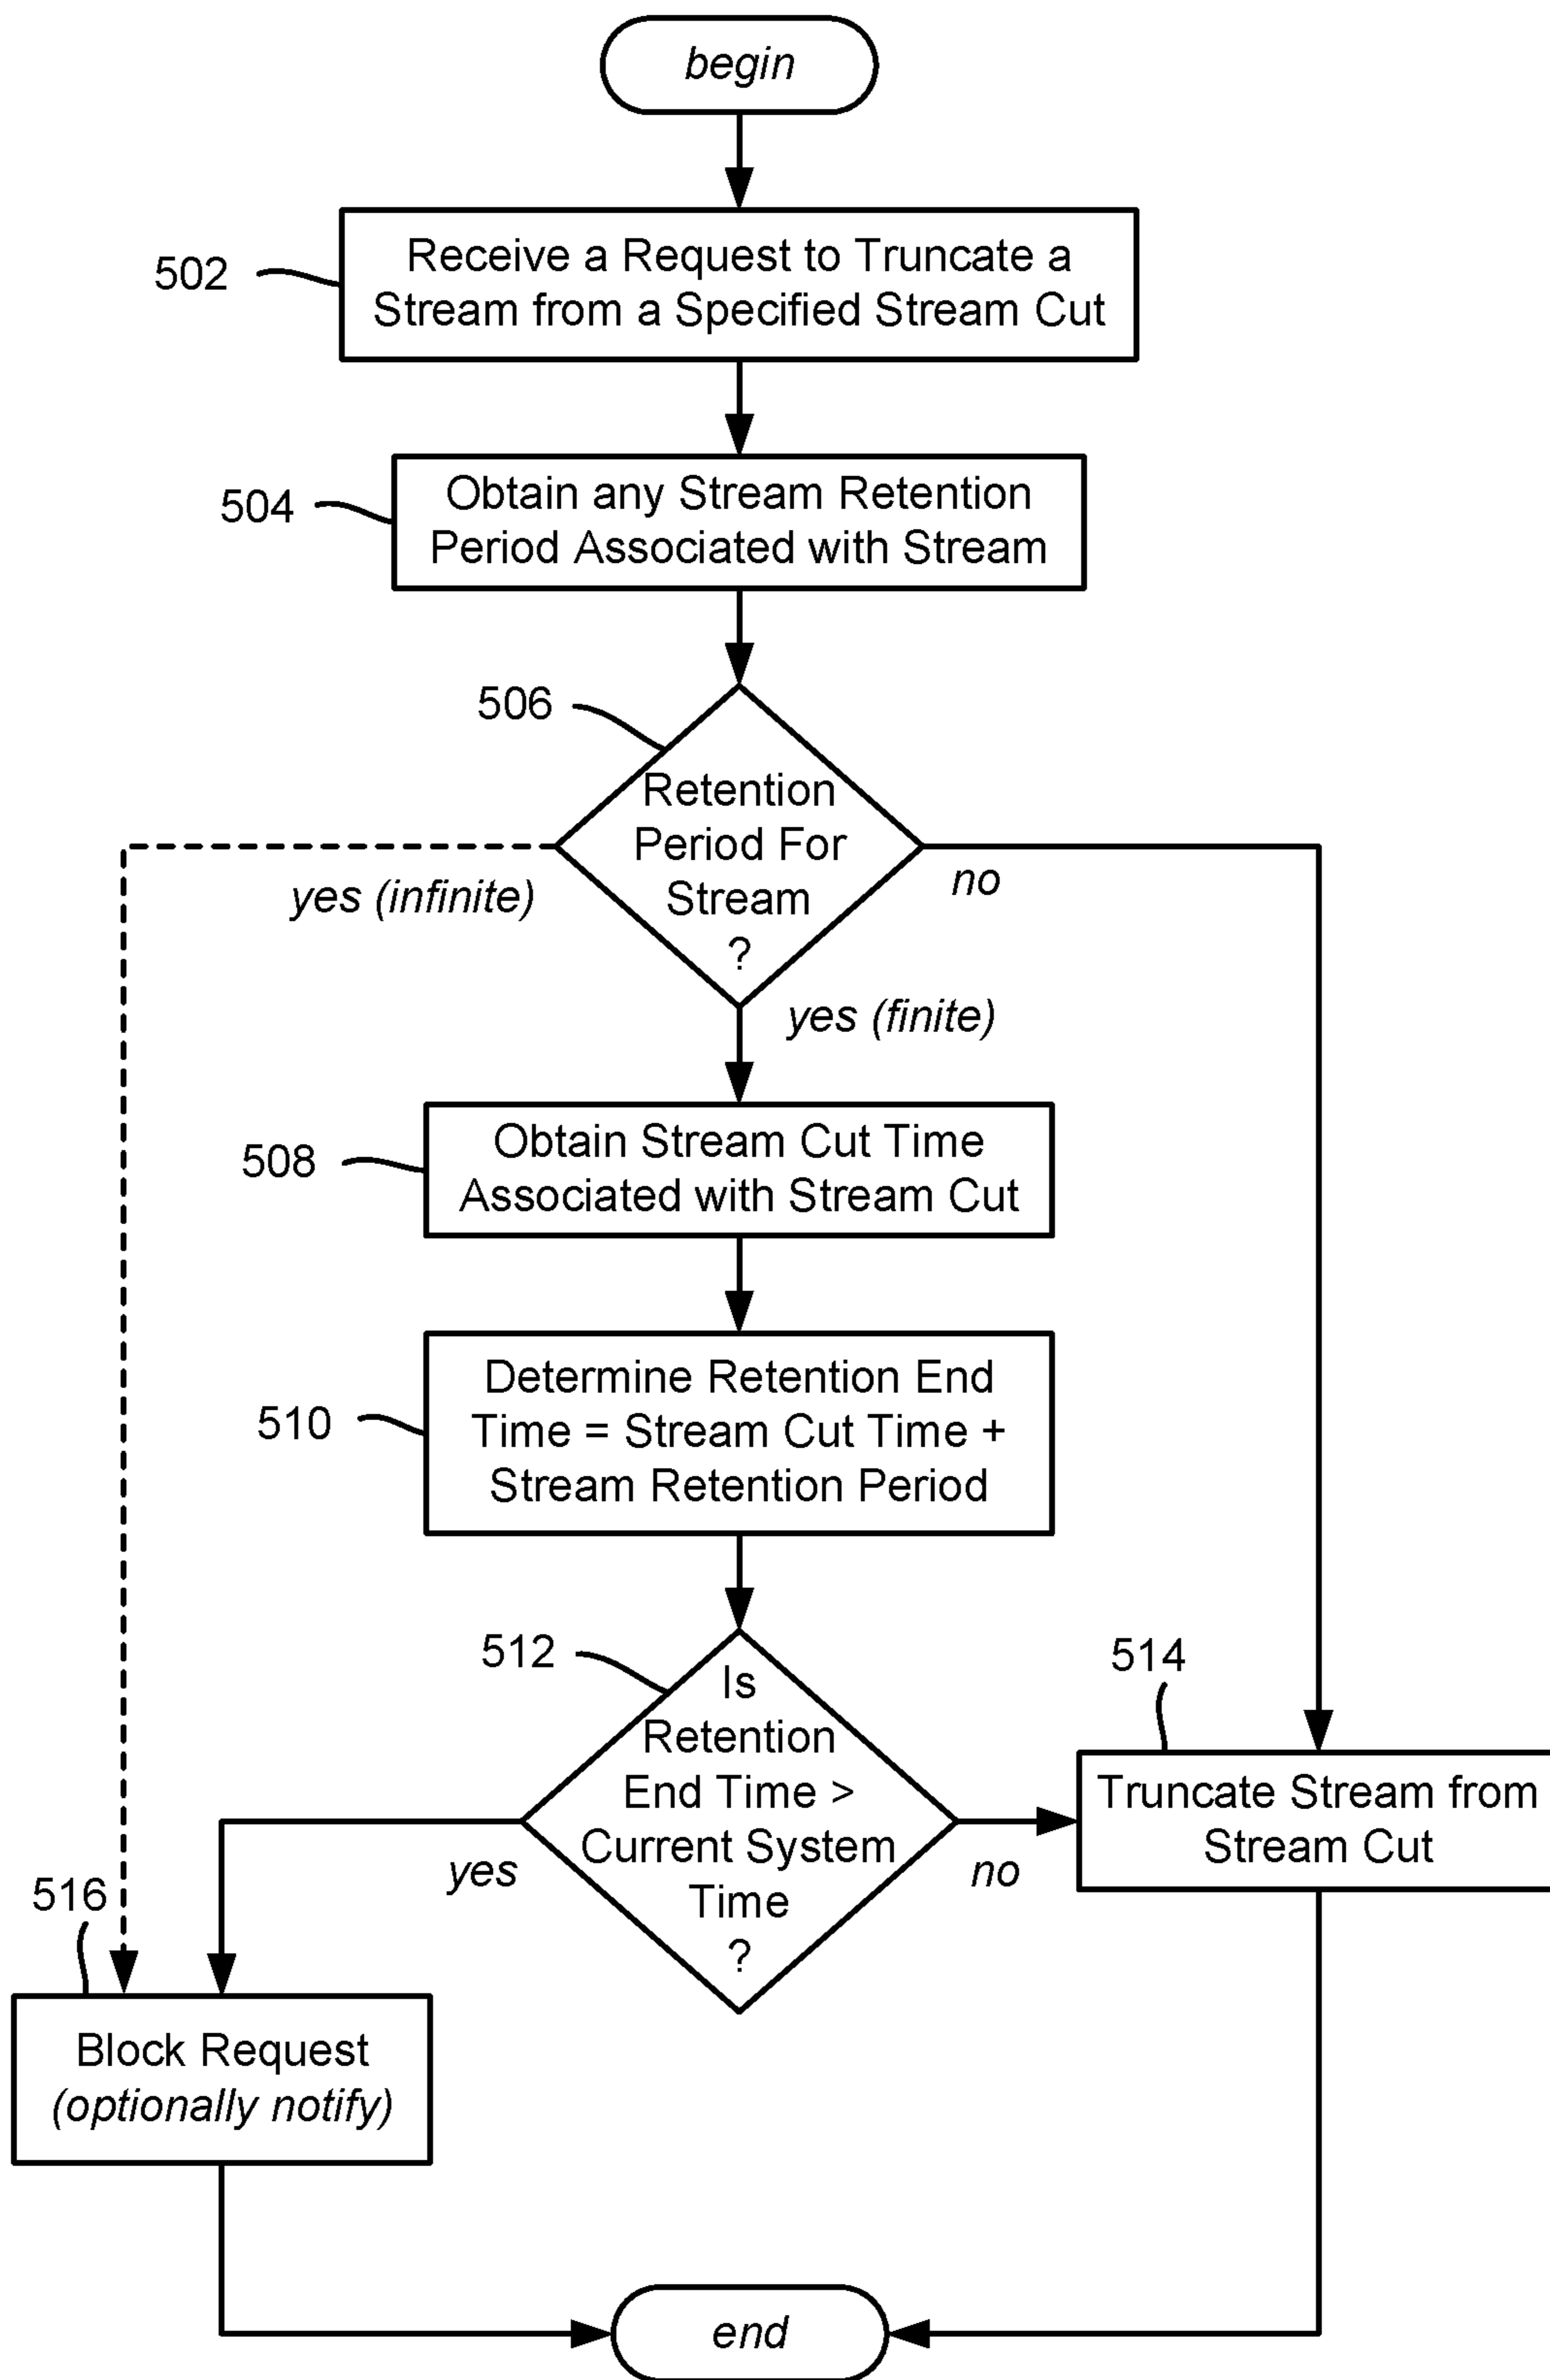 begin
502
Receive a Request to Truncate a
Stream from a Specified Stream Cut
504
Obtain any Stream Retention
Period Associated with Stream
506
Retention
Period For
Stream
?
yes (infinite)
no
yes (finite)
508
Obtain Stream Cut Time
Associated with Stream Cut
510
Determine Retention End
Time = Stream Cut Time +
Stream Retention Period
512
Is
Retention
End Time >
Current System
Time
?
yes
no
514
Truncate Stream from
Stream Cut
516
Block Request
(optionally notify)
end